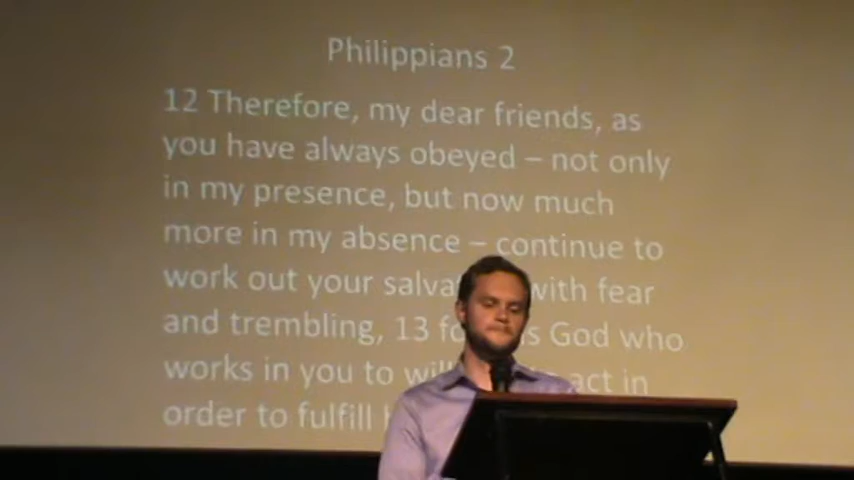 Philippians 2
12 Therefore, my dear friends, as
you have always obeyed – not only
in my presence, but now much
more in my absence – continue to
work out your salva with fear
and trembling, 13 fo s God who
works in you to wil act in
order to fulfill